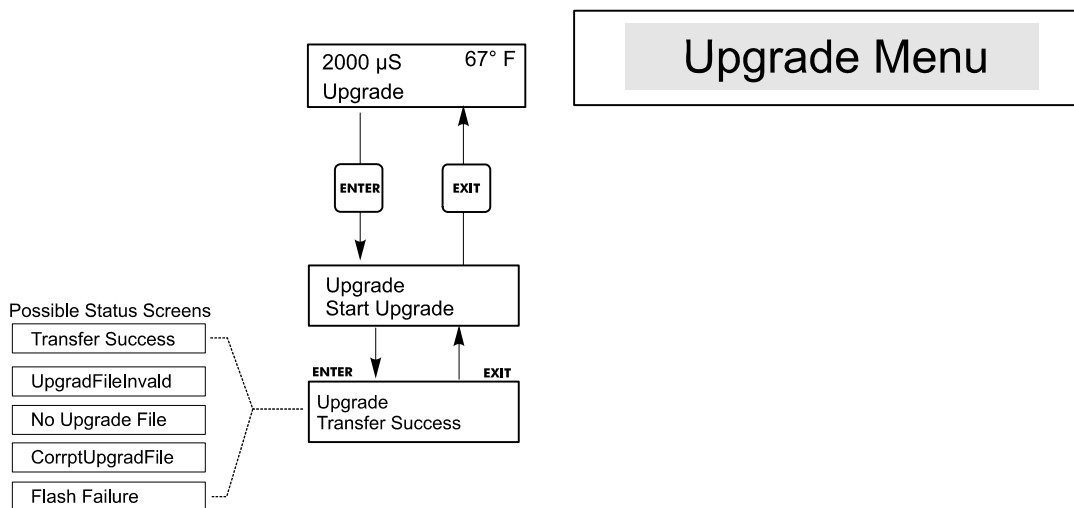 Upgrade Menu
2000 µS 67° F
Upgrade
ENTER EXIT
Upgrade
Start Upgrade
ENTER EXIT
Upgrade
Transfer Success
Possible Status Screens
Transfer Success
UpgradFileInvald
No Upgrade File
CorrptUpgradFile
Flash Failure